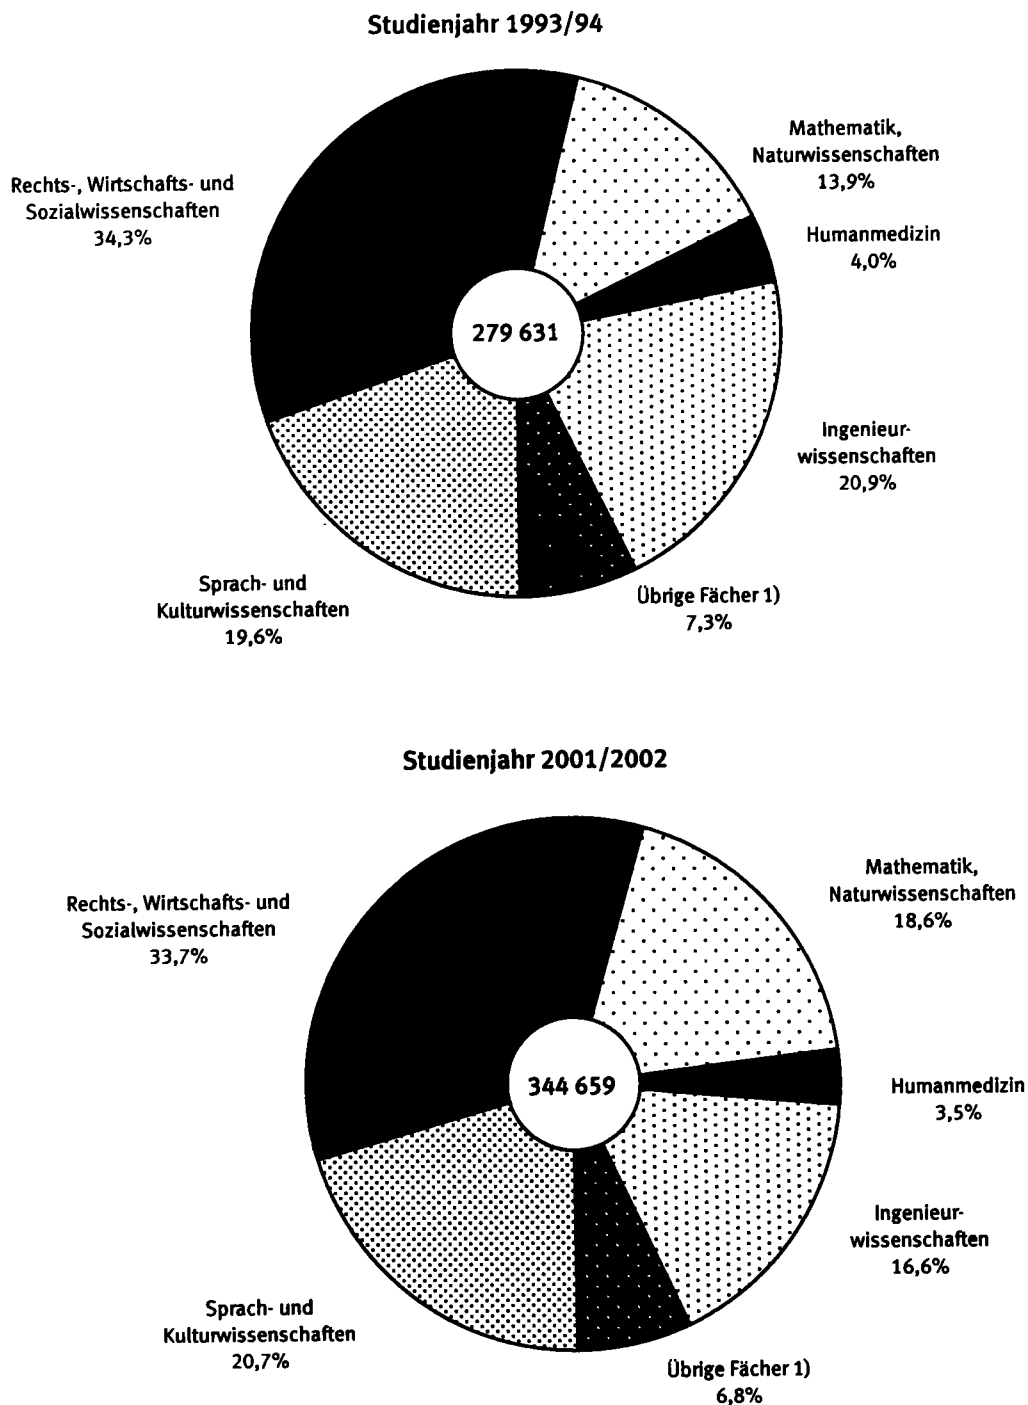 Studienjahr 1993/94
Mathematik,
Naturwissenschaften
13,9%
Rechts-, Wirtschafts- und
Sozialwissenschaften
34,3%
Humanmedizin
4,0%
279 631
Ingenieur-
wissenschaften
20,9%
Sprach- und
Kulturwissenschaften
19,6%
Übrige Fächer 1)
7,3%
Studienjahr 2001/2002
Mathematik,
Naturwissenschaften
18,6%
Rechts-, Wirtschafts- und
Sozialwissenschaften
33,7%
344 659
Humanmedizin
3,5%
Ingenieur-
wissenschaften
16,6%
Sprach- und
Kulturwissenschaften
20,7%
Übrige Fächer 1)
6,8%